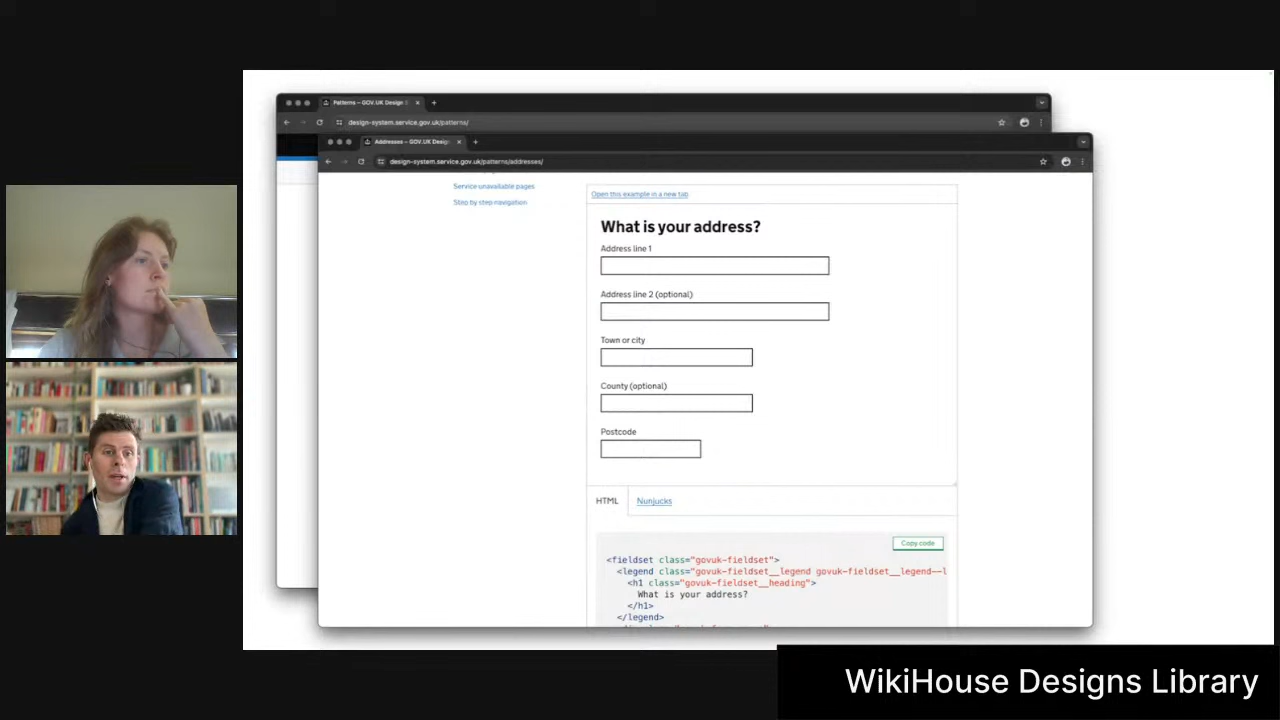 Patterns – GOV.UK Design S
design-system.service.gov.uk/patterns/
Addresses – GOV.UK Desig
design-system.service.gov.uk/patterns/addresses/
Service unavailable pages
Step by step navigation
Open this example in a new tab
What is your address?
Address line 1
Address line 2 (optional)
Town or city
County (optional)
Postcode
HTML
Nunjucks
Copy code
<fieldset class="govuk-fieldset">
<legend class="govuk-fieldset__legend govuk-fieldset__legend--l
<h1 class="govuk-fieldset__heading">
What is your address?
</h1>
</legend>
WikiHouse Designs Library